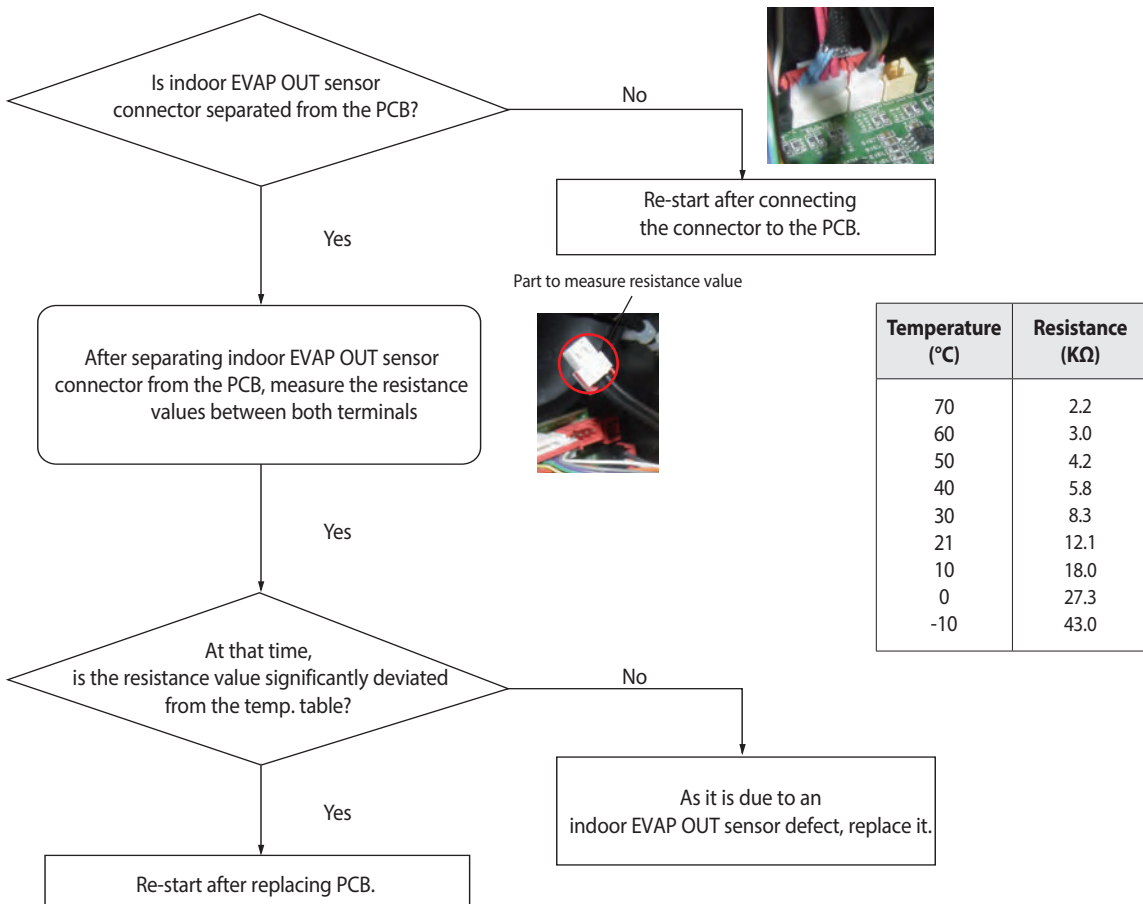 Is indoor EVAP OUT sensor
connector separated from the PCB?
No
Re-start after connecting
the connector to the PCB.
Yes
Part to measure resistance value
After separating indoor EVAP OUT sensor
connector from the PCB, measure the resistance
values between both terminals
Temperature
(°C)
Resistance
(KΩ)
70 2.2
60 3.0
50 4.2
40 5.8
30 8.3
21 12.1
10 18.0
0 27.3
-10 43.0
Yes
At that time,
is the resistance value significantly deviated
from the temp. table?
No
As it is due to an
indoor EVAP OUT sensor defect, replace it.
Yes
Re-start after replacing PCB.